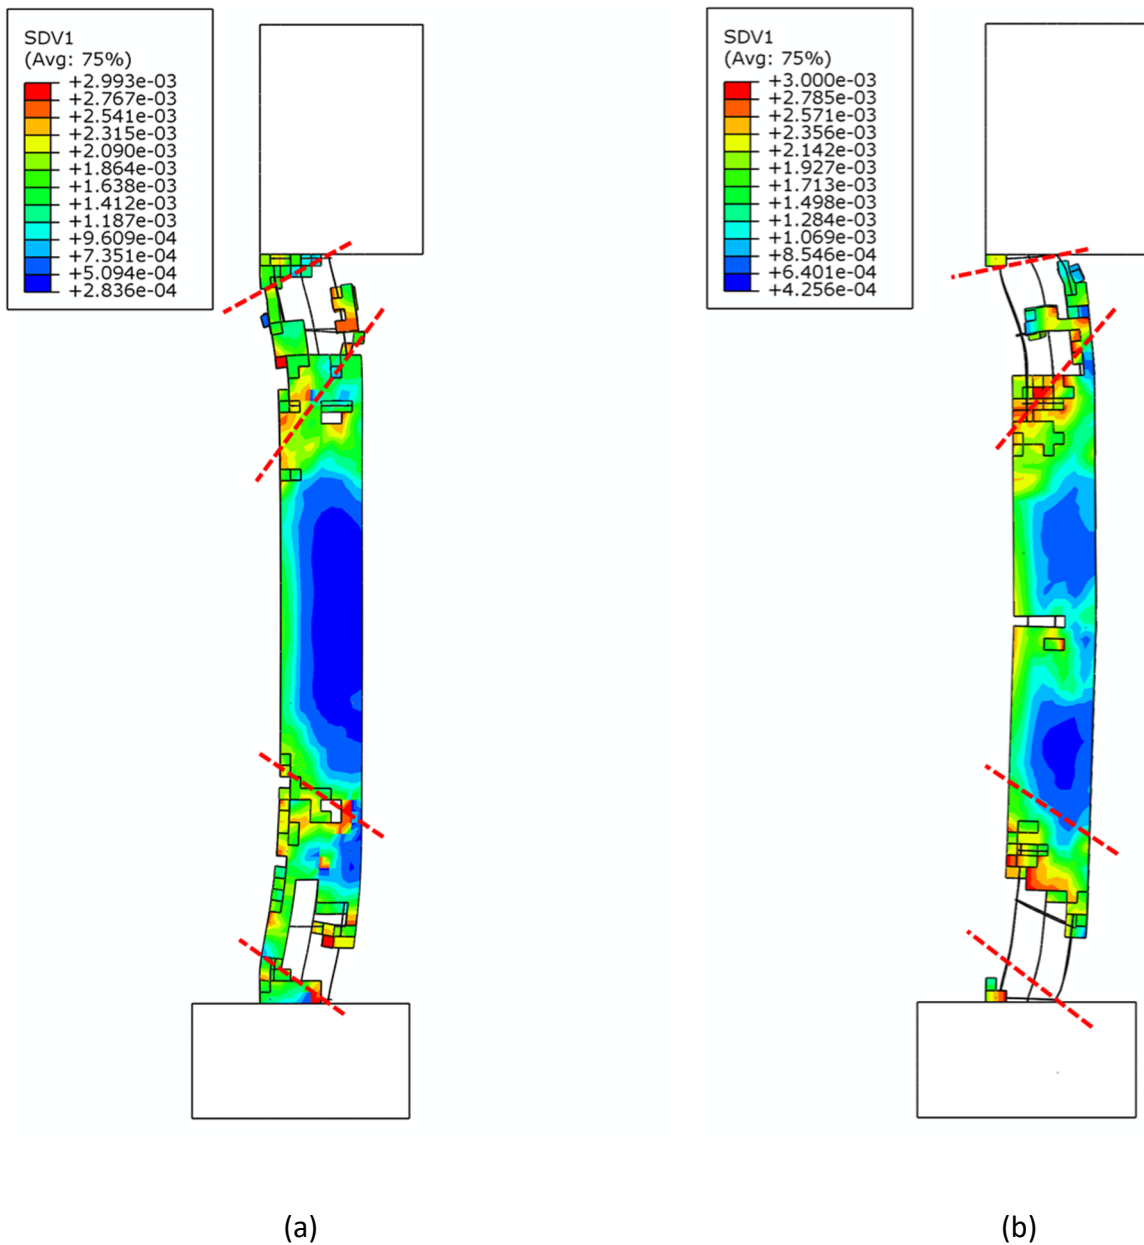 SDV1
(Avg: 75%)
+2.993e-03
+2.767e-03
+2.541e-03
+2.315e-03
+2.090e-03
+1.864e-03
+1.638e-03
+1.412e-03
+1.187e-03
+9.609e-04
+7.351e-04
+5.094e-04
+2.836e-04
SDV1
(Avg: 75%)
+3.000e-03
+2.785e-03
+2.571e-03
+2.356e-03
+2.142e-03
+1.927e-03
+1.713e-03
+1.498e-03
+1.284e-03
+1.069e-03
+8.546e-04
+6.401e-04
+4.256e-04
(a)
(b)